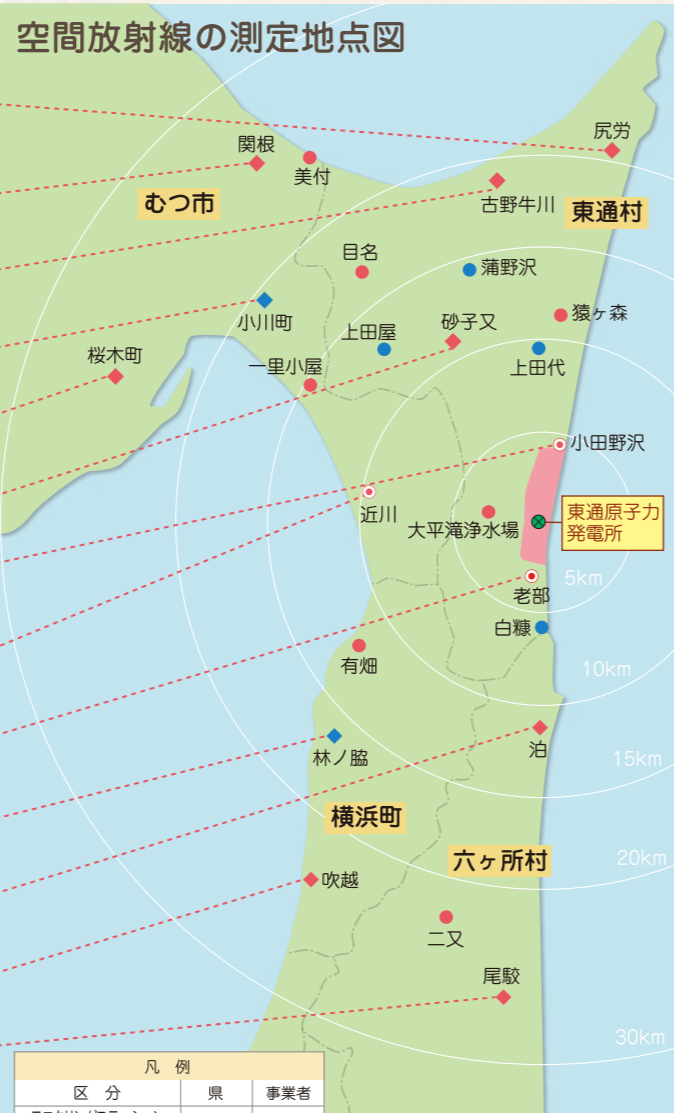 空間放射線の測定地点図
尻労
関根
美付
むつ市
古野牛川
東通村
目名
蒲野沢
小川町
猿ヶ森
砂子又
上田屋
上田代
桜木町
一里小屋
小田野沢
近川
大平滝浄水場
東通原子力
発電所
5km
老部
白糠
有畑
10km
泊
林ノ脇
15km
横浜町
六ヶ所村
20km
吹越
二又
尾駮
30km
凡 例
区 分 県 事業者